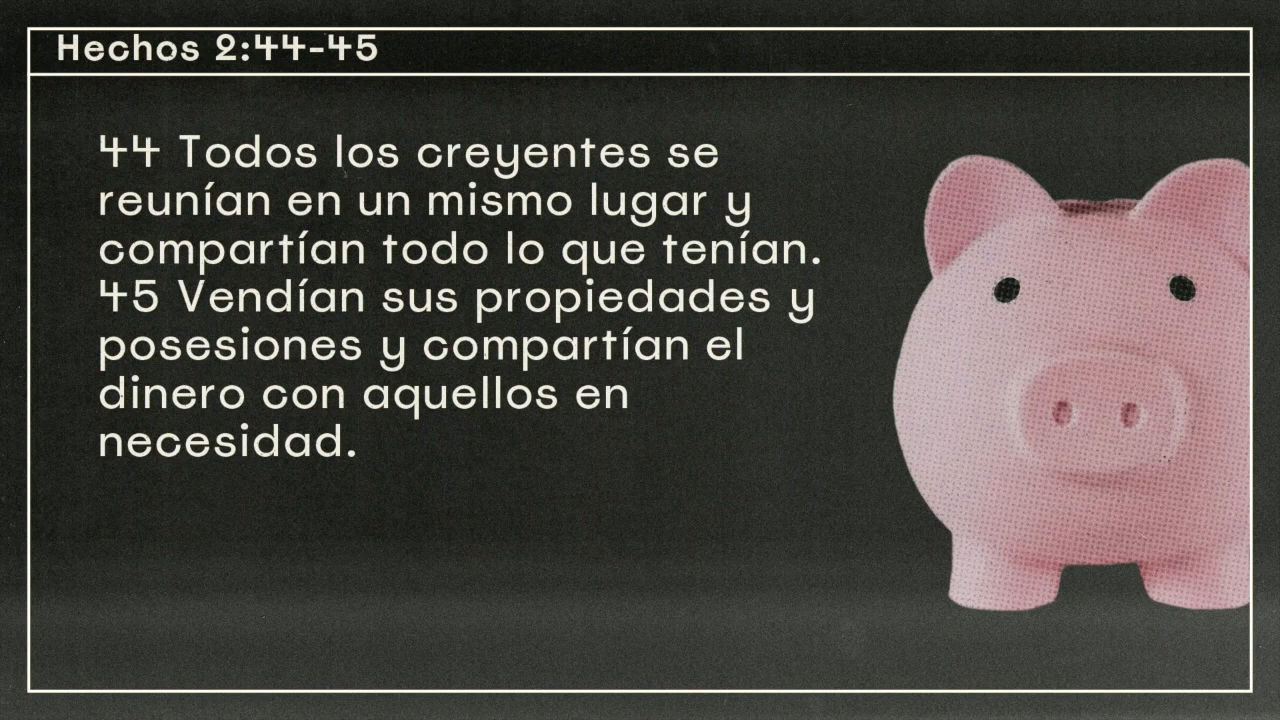 Hechos 2:44-45
44 Todos los creyentes se
reunían en un mismo lugar y
compartían todo lo que tenían.
45 Vendían sus propiedades y
posesiones y compartían el
dinero con aquellos en
necesidad.